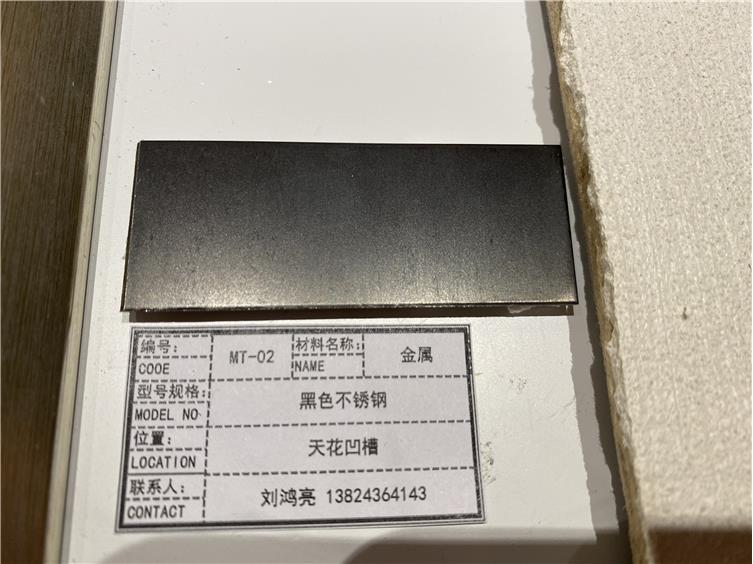 编号: MT-02 材料名称: 金属
COOE NAME
型号规格: 黑色不锈钢
MODEL NO
位置: 天花凹槽
LOCATION
联系人: 刘鸿亮 13824364143
CONTACT